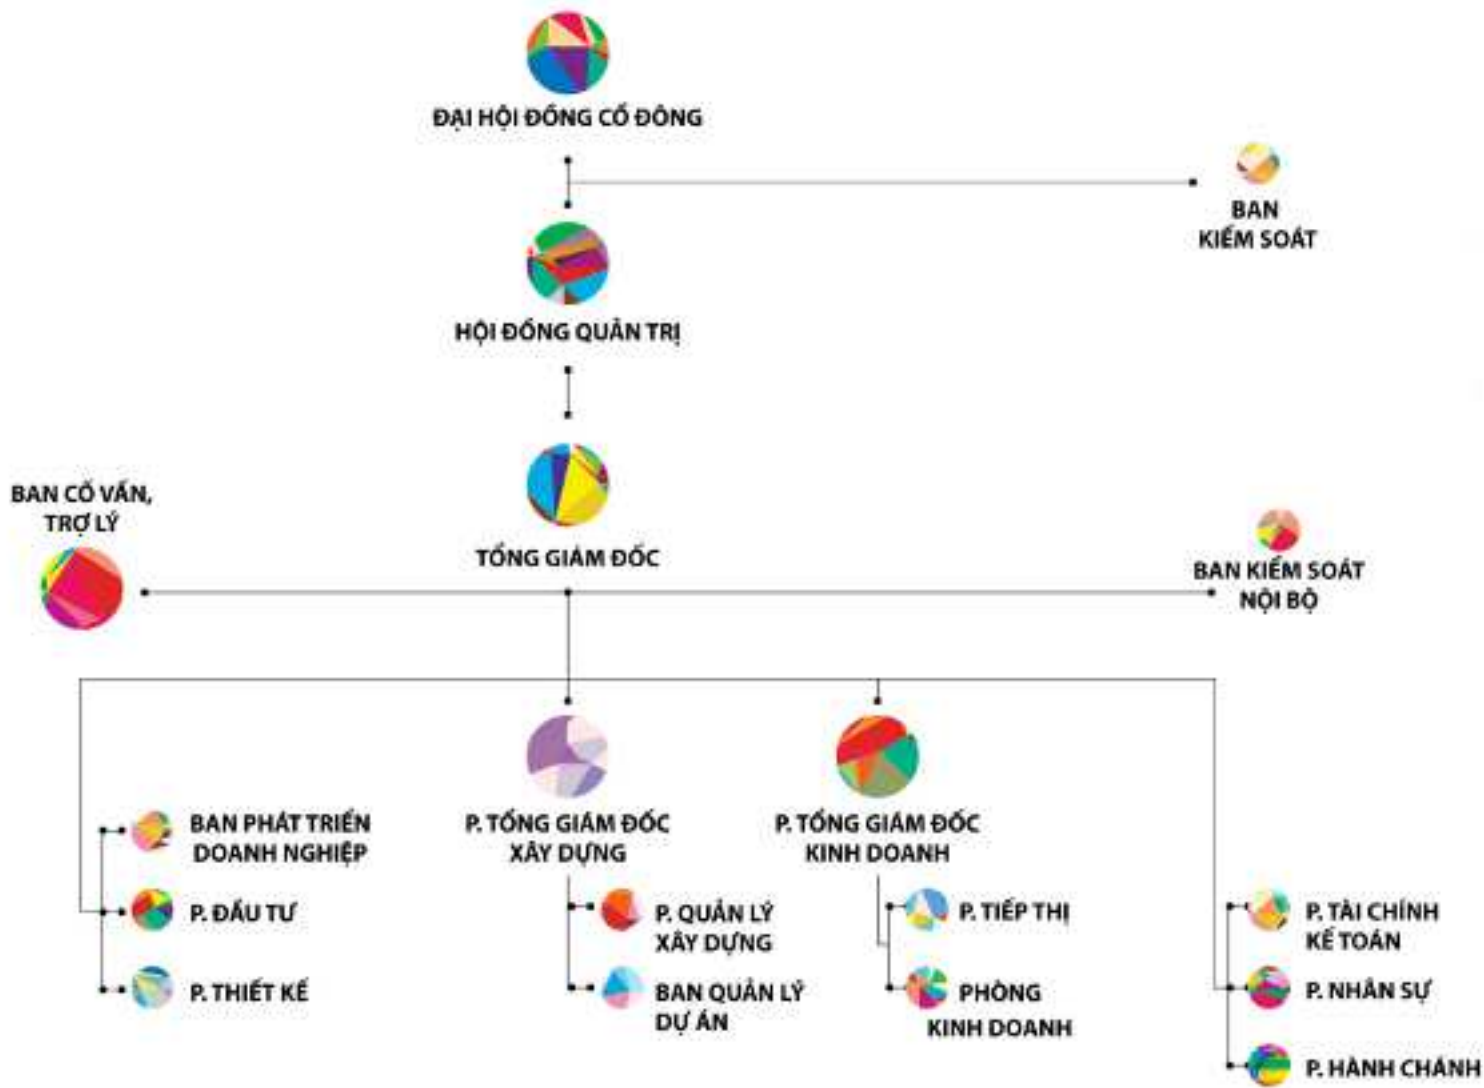 ĐẠI HỘI ĐỒNG CỔ ĐÔNG
BAN
KIỂM SOÁT
HỘI ĐỒNG QUẢN TRỊ
BAN CỐ VẤN,
TRỢ LÝ
TỔNG GIÁM ĐỐC
BAN KIỂM SOÁT
NỘI BỘ
BAN PHÁT TRIỂN
DOANH NGHIỆP
P. ĐẦU TƯ
P. THIẾT KẾ
P. TỔNG GIÁM ĐỐC
XÂY DỰNG
P. QUẢN LÝ
XÂY DỰNG
BAN QUẢN LÝ
DỰ ÁN
P. TỔNG GIÁM ĐỐC
KINH DOANH
P. TIẾP THỊ
PHÒNG
KINH DOANH
P. TÀI CHÍNH
KẾ TOÁN
P. NHÂN SỰ
P. HÀNH CHÁNH